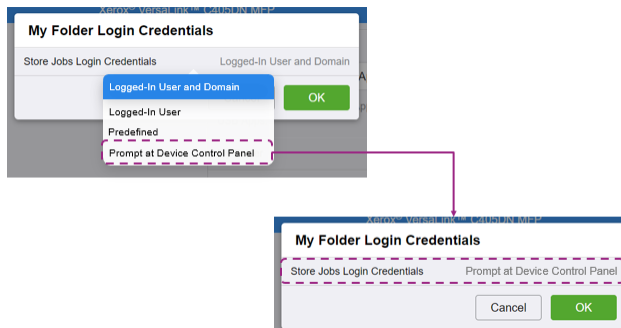 Xerox® VersaLink™ C405DN MFP
My Folder Login Credentials
Store Jobs Login Credentials Logged-In User and Domain
Logged-In User and Domain
OK
Logged-In User
Predefined
Prompt at Device Control Panel
Xerox® VersaLink™ C405DN MFP
My Folder Login Credentials
Store Jobs Login Credentials Prompt at Device Control Panel
Cancel OK